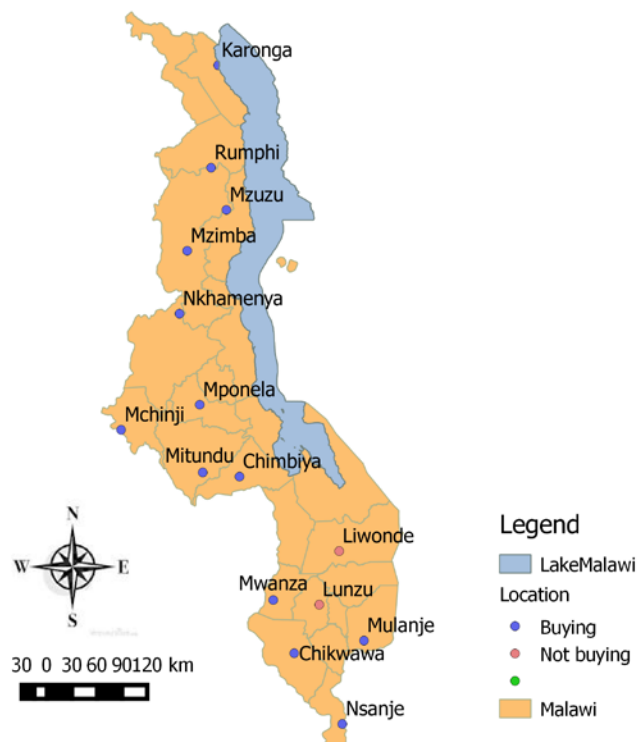 Karonga
Rumphi
Mzuzu
Mzimba
Nkhamenya
Mponela
Mchinji
Mitundu
Chimbiya
Liwonde
Mwanza
Lunzu
Mulanje
Chikwawa
Nsanje
N
W E
S
30 0 30 60 90 120 km
Legend
LakeMalawi
Location
Buying
Not buying
Malawi